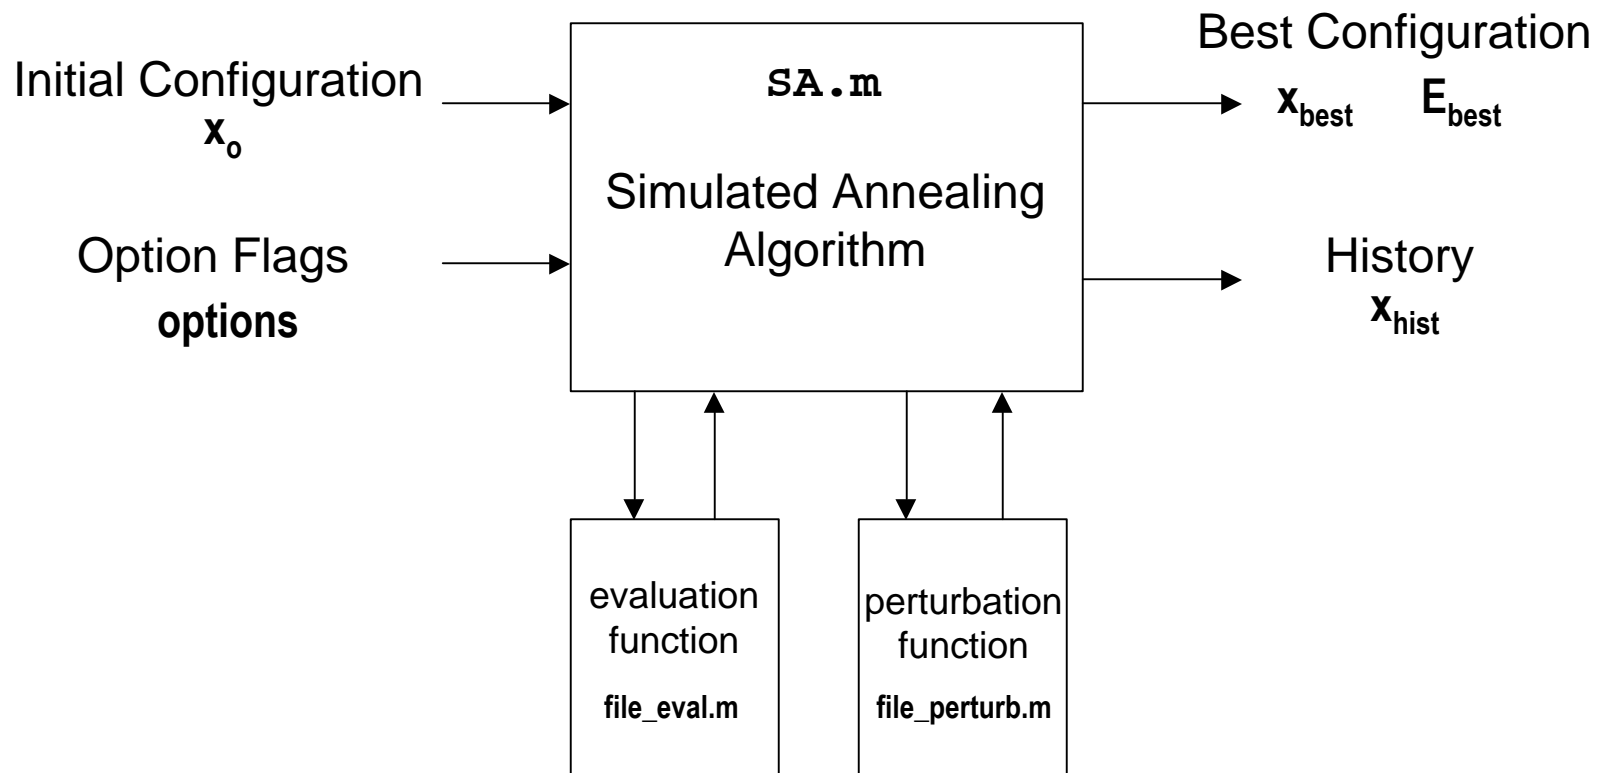 Initial Configuration
xo
Option Flags
options
SA.m
Simulated Annealing
Algorithm
Best Configuration
xbest Ebest
History
xhist
evaluation
function
file_eval.m
perturbation
function
file_perturb.m